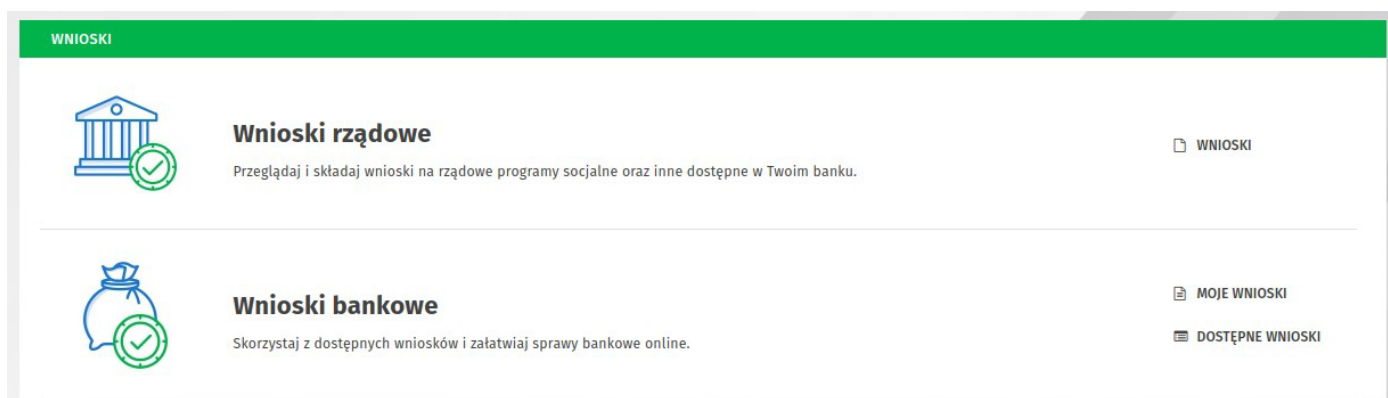 WNIOSKI
Wnioski rządowe
Przeglądaj i składaj wnioski na rządowe programy socjalne oraz inne dostępne w Twoim banku.
WNIOSKI
Wnioski bankowe
Skorzystaj z dostępnych wniosków i załatwiaj sprawy bankowe online.
MOJE WNIOSKI
DOSTĘPNE WNIOSKI